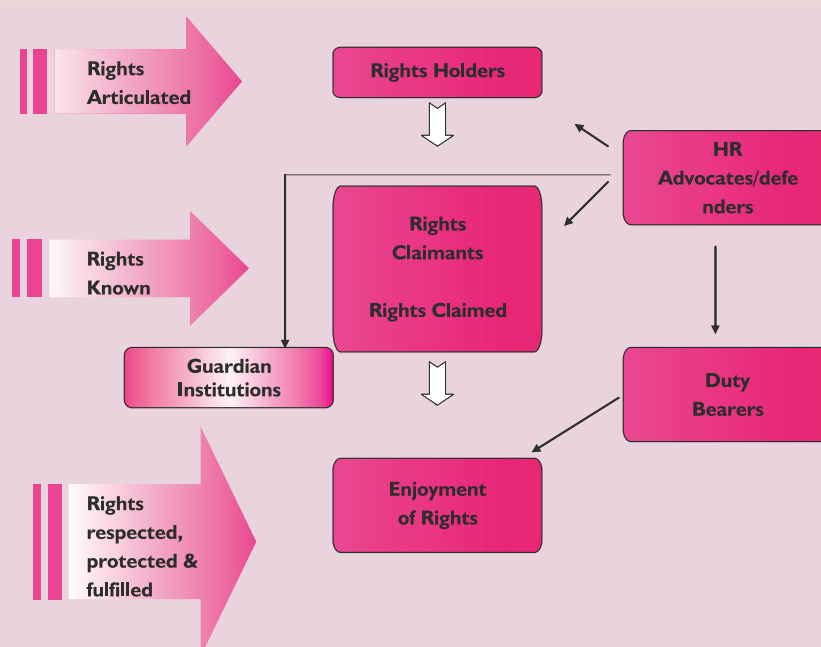 Rights
Articulated
Rights Holders
HR
Advocates/defe
nders
Rights
Claimants
Rights Claimed
Rights
Known
Guardian
Institutions
Duty
Bearers
Rights
respected,
protected &
fulfilled
Enjoyment
of Rights